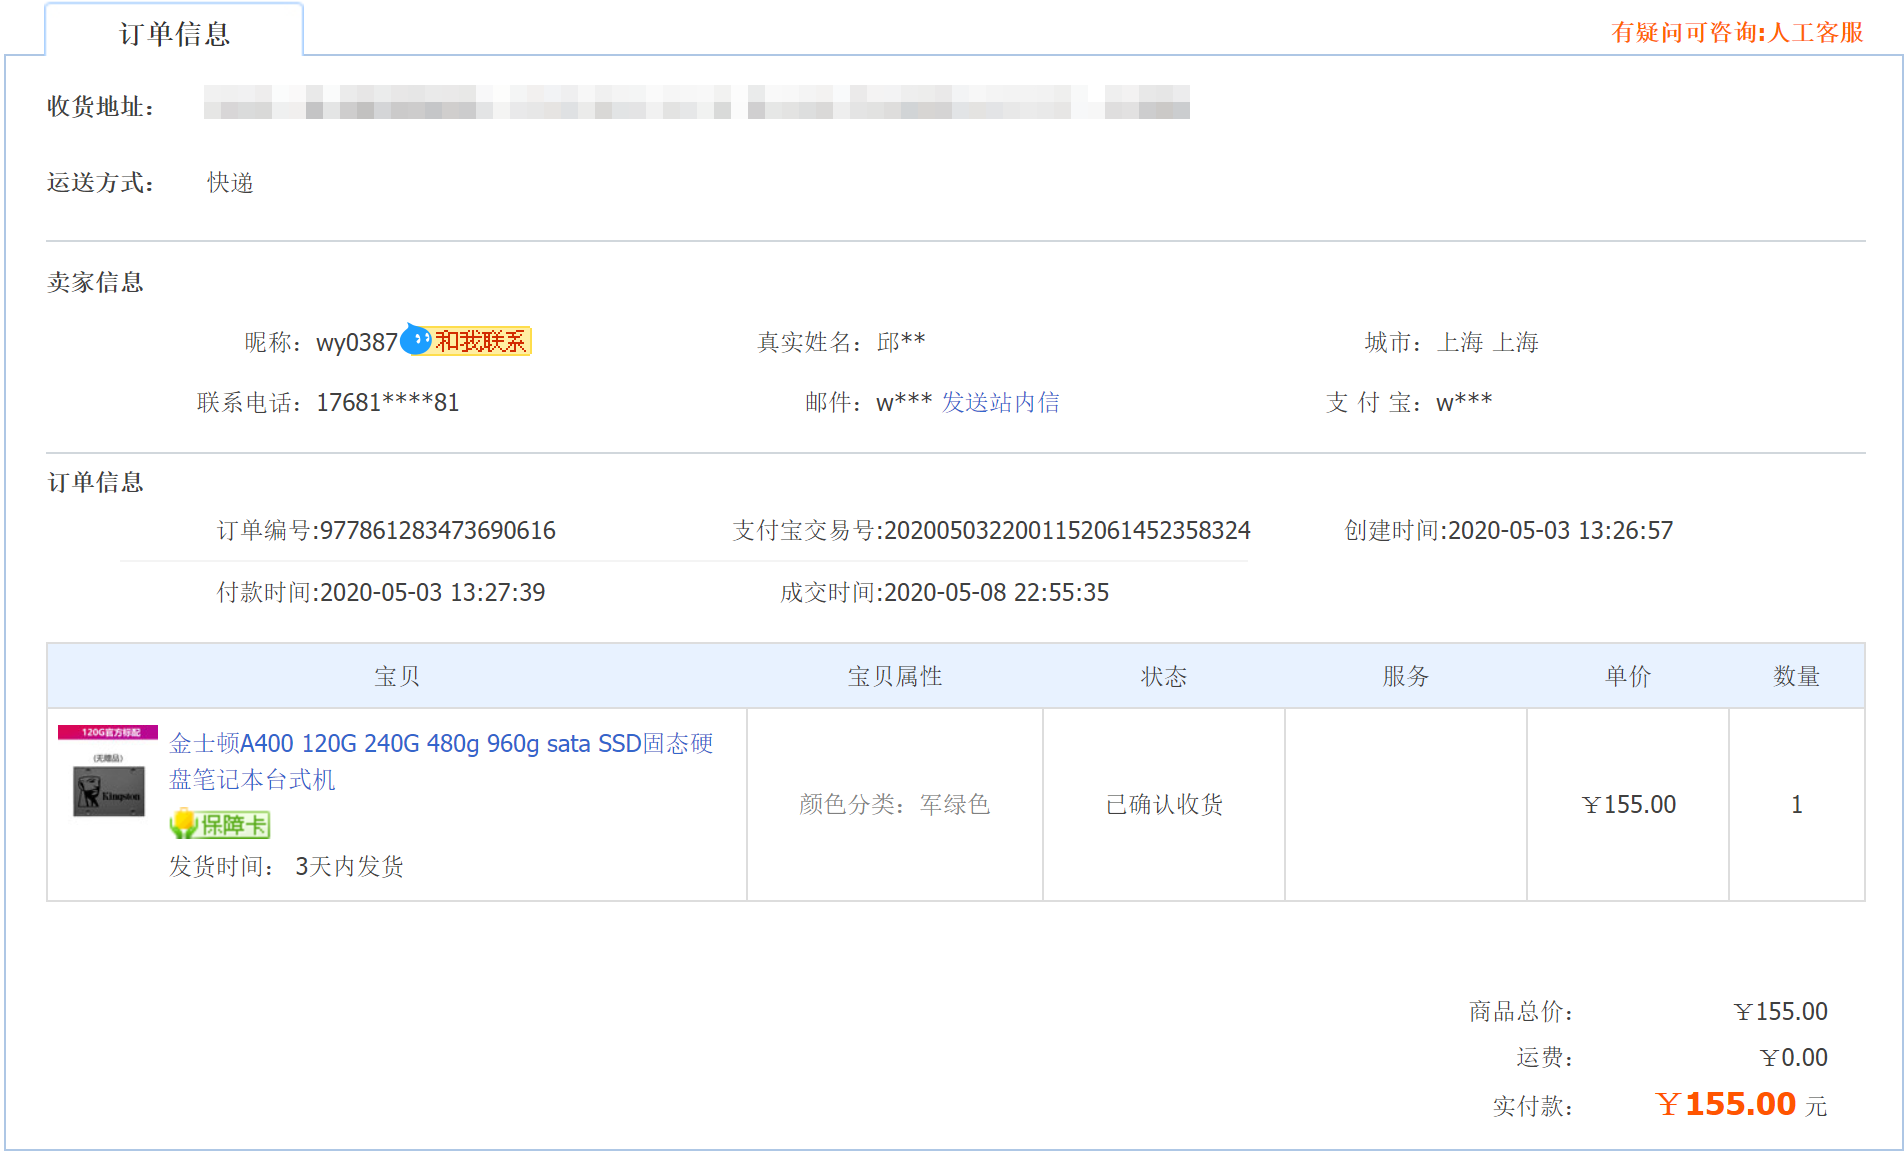 订单信息
有疑问可咨询:人工客服
收货地址：
运送方式： 快递
卖家信息
昵称：wy0387 和我联系 真实姓名：邱** 城市：上海 上海
联系电话：17681****81 邮件：w*** 发送站内信 支 付 宝：w***
订单信息
订单编号:977861283473690616 支付宝交易号:2020050322001152061452358324 创建时间:2020-05-03 13:26:57
付款时间:2020-05-03 13:27:39 成交时间:2020-05-08 22:55:35
宝贝 宝贝属性 状态 服务 单价 数量
120G官方标配
(无赠品)
Kingston
金士顿A400 120G 240G 480g 960g sata SSD固态硬
盘笔记本台式机
保障卡
发货时间： 3天内发货
颜色分类：军绿色 已确认收货 ￥155.00 1
商品总价： ￥155.00
运费： ￥0.00
实付款： ￥155.00 元